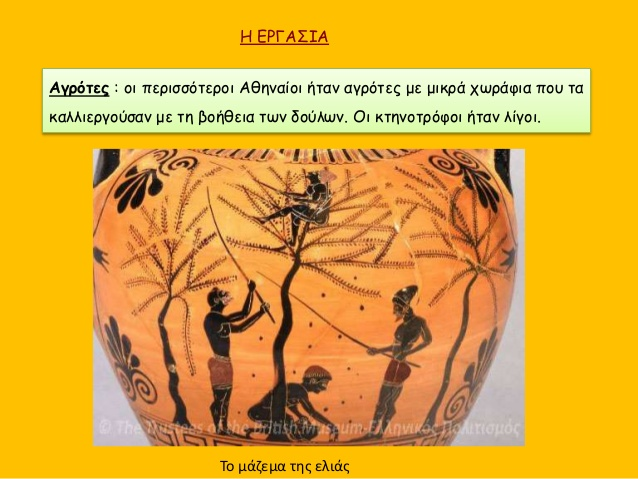 Η ΕΡΓΑΣΙΑ
Αγρότες : οι περισσότεροι Αθηναίοι ήταν αγρότες με μικρά χωράφια που τα
καλλιεργούσαν με τη βοήθεια των δούλων. Οι κτηνοτρόφοι ήταν λίγοι.
© The Trustees of the British Museum-Ελληνικός Πολιτισμός
Το μάζεμα της ελιάς